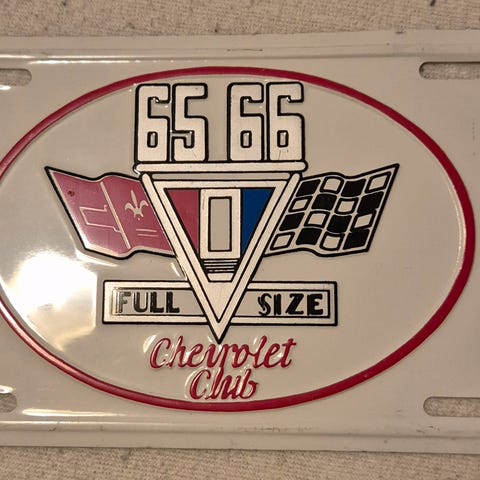 65 66
FULL SIZE
Chevrolet
Club